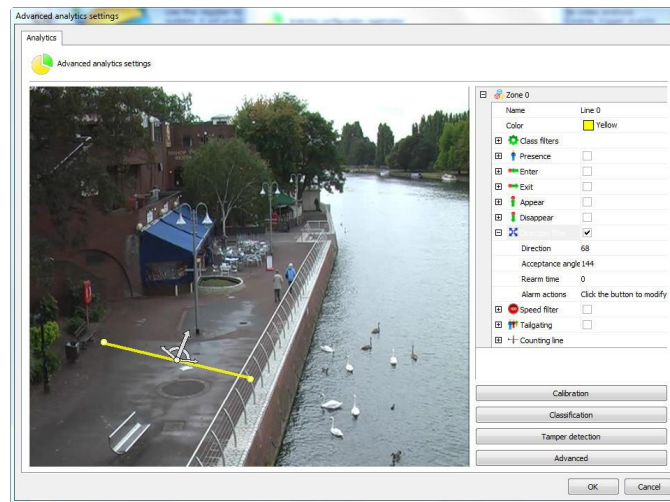 Advanced analytics settings
Analytics
Advanced analytics settings
Zone 0
Name Line 0
Color Yellow
Class filters
Presence
Enter
Exit
Appear
Disappear
Direction filter
Direction 68
Acceptance angle 144
Rearm time 0
Alarm actions Click the button to modify
Speed filter
Tailgating
Counting line
Calibration
Classification
Tamper detection
Advanced
OK Cancel